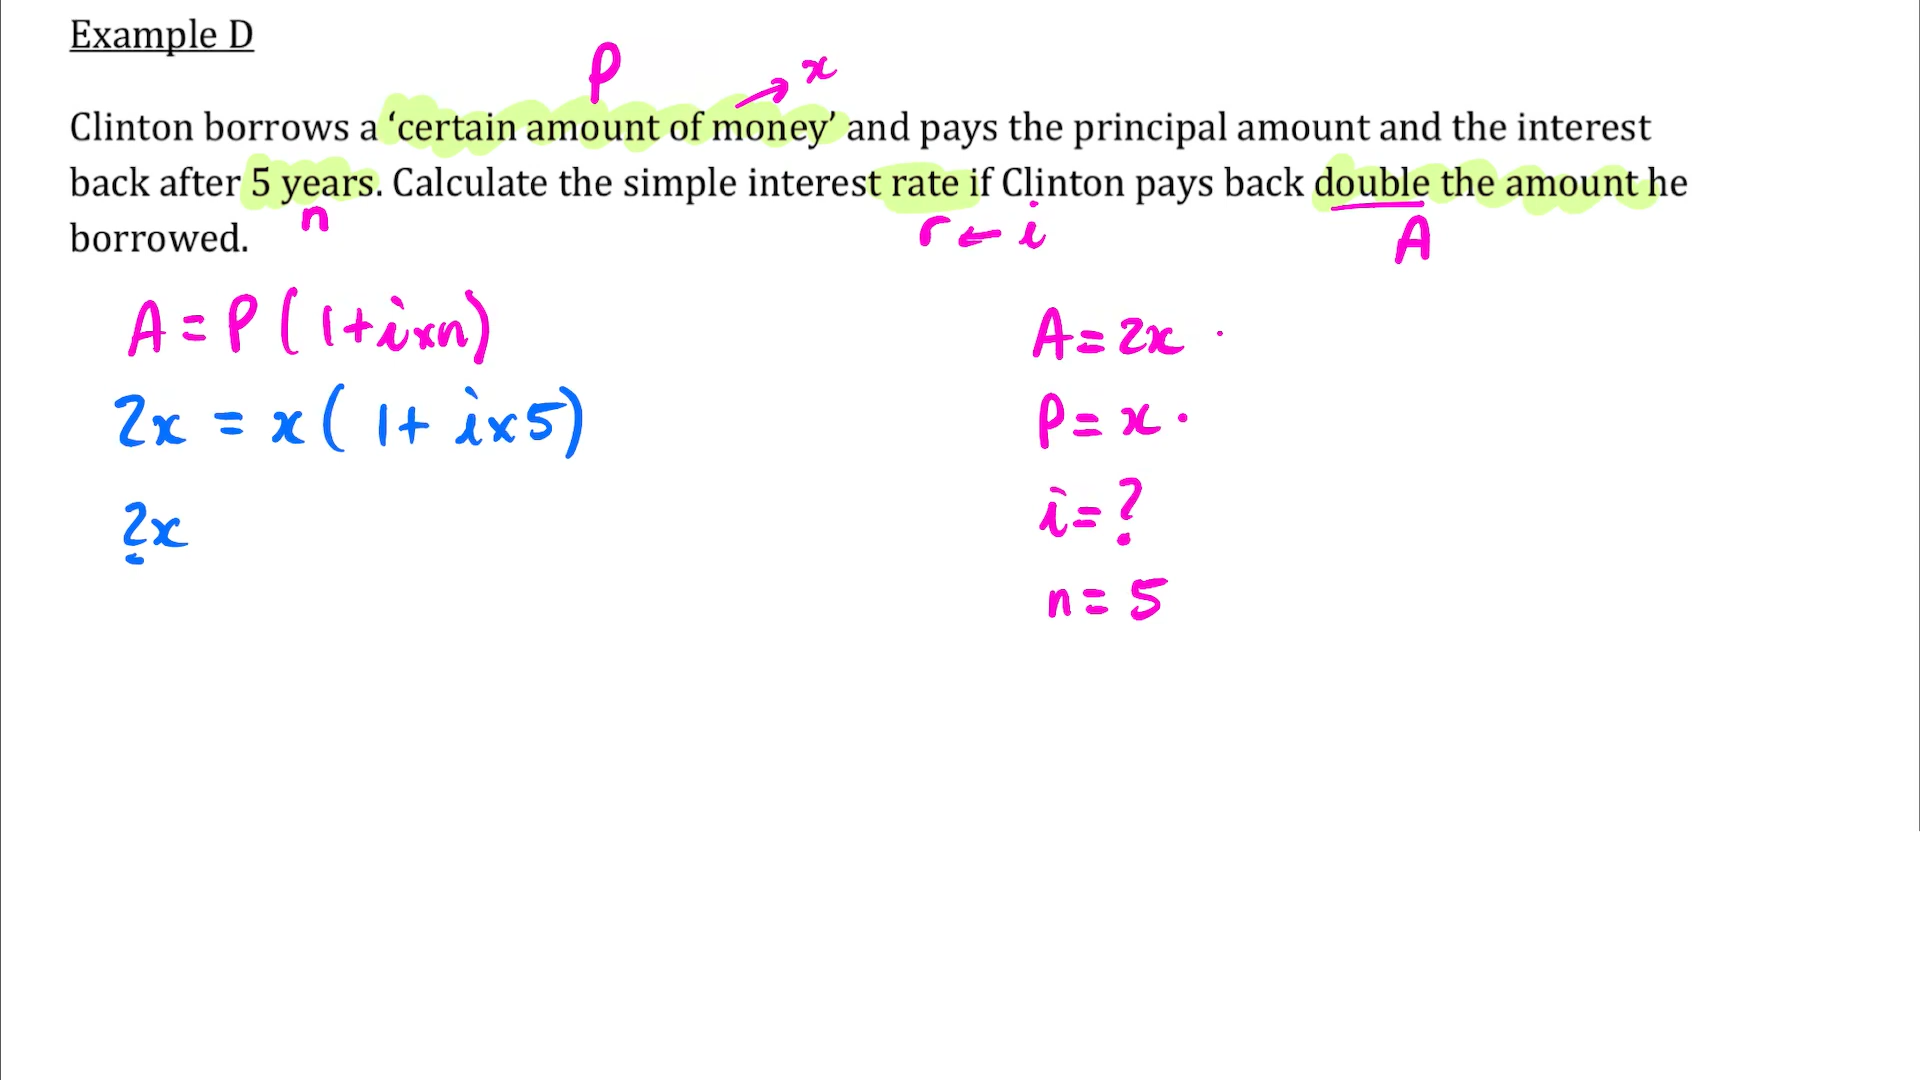 Example D
P
x
Clinton borrows a ‘certain amount of money’ and pays the principal amount and the interest
back after 5 years. Calculate the simple interest rate if Clinton pays back double the amount he
n
r ← i
A
borrowed.
A = P ( 1 + i × n )
2x = x ( 1 + i × 5 )
2x
A = 2x
P = x
i = ?
n = 5